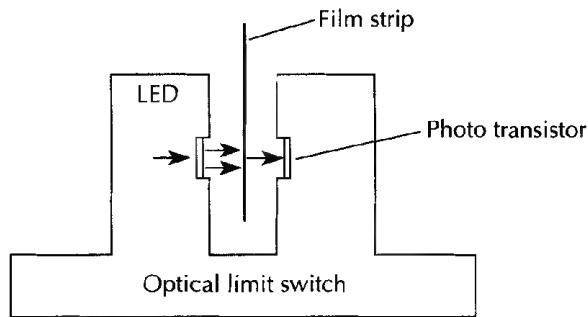 Film strip
LED
Photo transistor
Optical limit switch